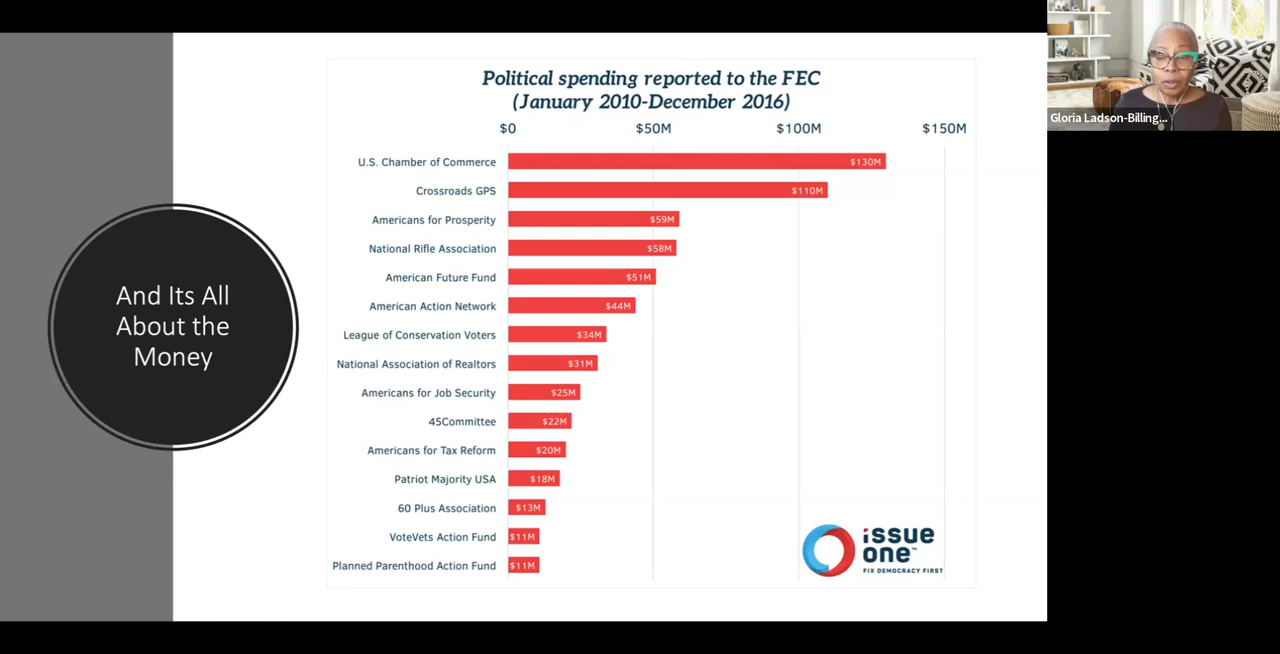 And Its All
About the
Money
Political spending reported to the FEC
(January 2010-December 2016)
$0 $50M $100M $150M
U.S. Chamber of Commerce $130M
Crossroads GPS $110M
Americans for Prosperity $59M
National Rifle Association $58M
American Future Fund $51M
American Action Network $44M
League of Conservation Voters $34M
National Association of Realtors $31M
Americans for Job Security $25M
45Committee $22M
Americans for Tax Reform $20M
Patriot Majority USA $18M
60 Plus Association $13M
VoteVets Action Fund $11M
Planned Parenthood Action Fund $11M
issue
one™
FIX DEMOCRACY FIRST
Gloria Ladson-Billing...